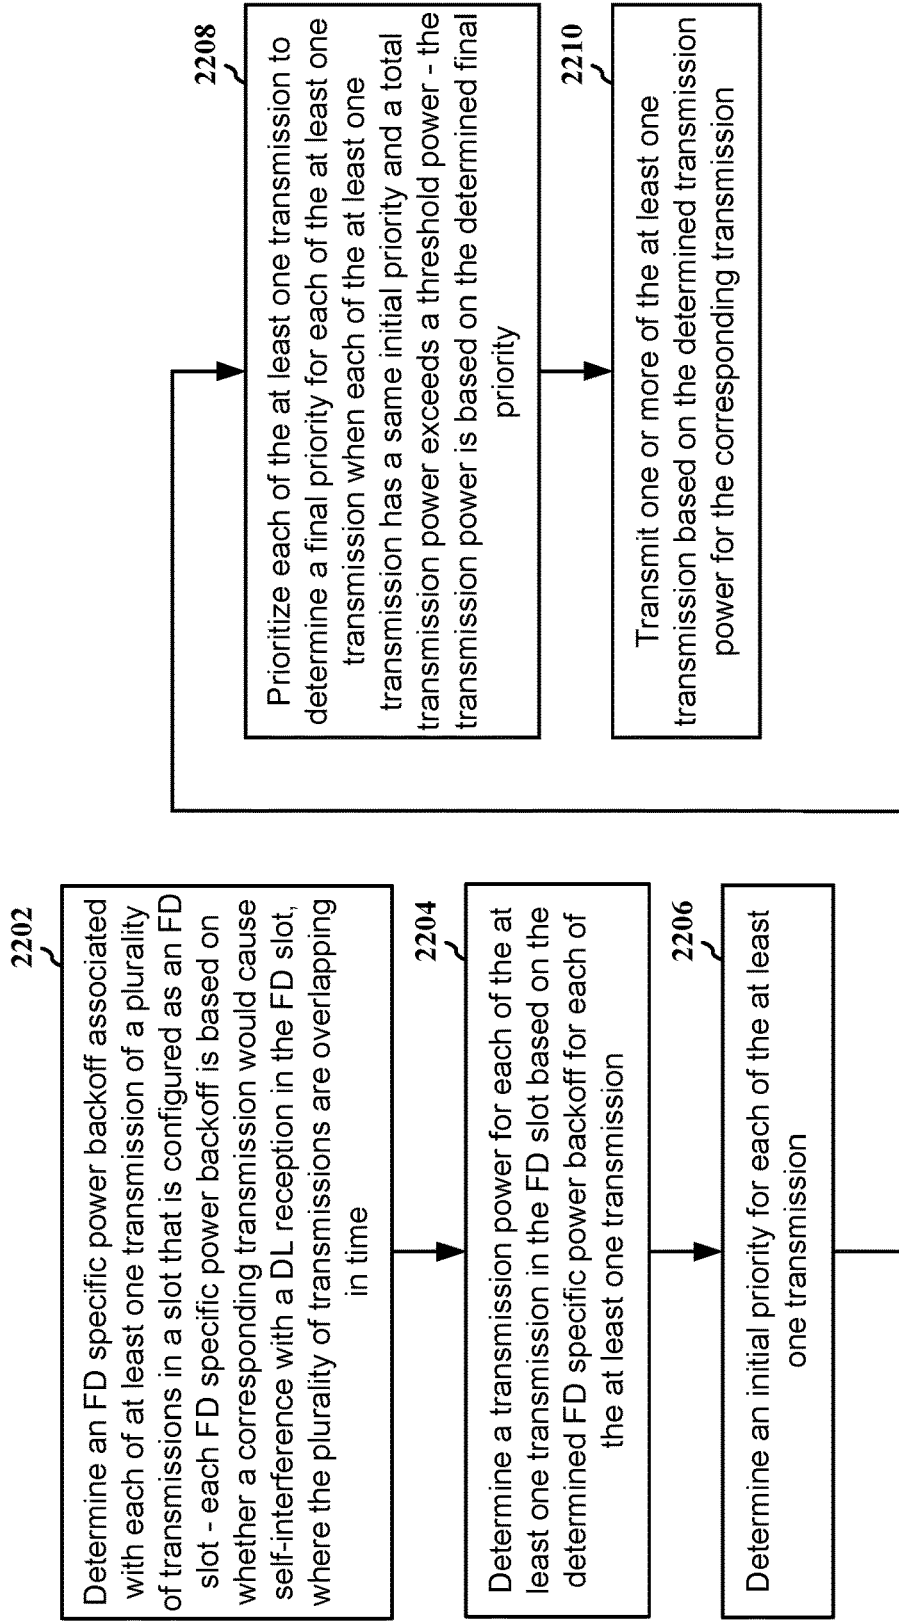 2202
Determine an FD specific power backoff associated
with each of at least one transmission of a plurality
of transmissions in a slot that is configured as an FD
slot - each FD specific power backoff is based on
whether a corresponding transmission would cause
self-interference with a DL reception in the FD slot,
where the plurality of transmissions are overlapping
in time
2204
Determine a transmission power for each of the at
least one transmission in the FD slot based on the
determined FD specific power backoff for each of
the at least one transmission
2206
Determine an initial priority for each of the at least
one transmission
2208
Prioritize each of the at least one transmission to
determine a final priority for each of the at least one
transmission when each of the at least one
transmission has a same initial priority and a total
transmission power exceeds a threshold power - the
transmission power is based on the determined final
priority
2210
Transmit one or more of the at least one
transmission based on the determined transmission
power for the corresponding transmission